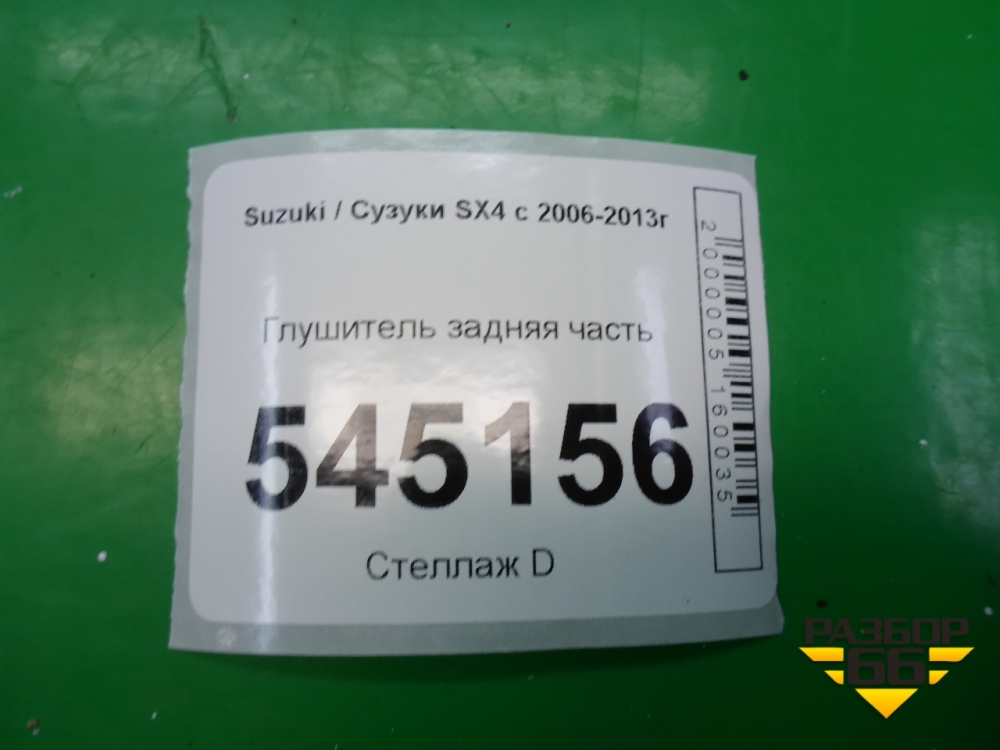 Suzuki / Сузуки SX4 с 2006-2013г
Глушитель задняя часть
545156
Стеллаж D
2000005160035
РАЗБОР
66